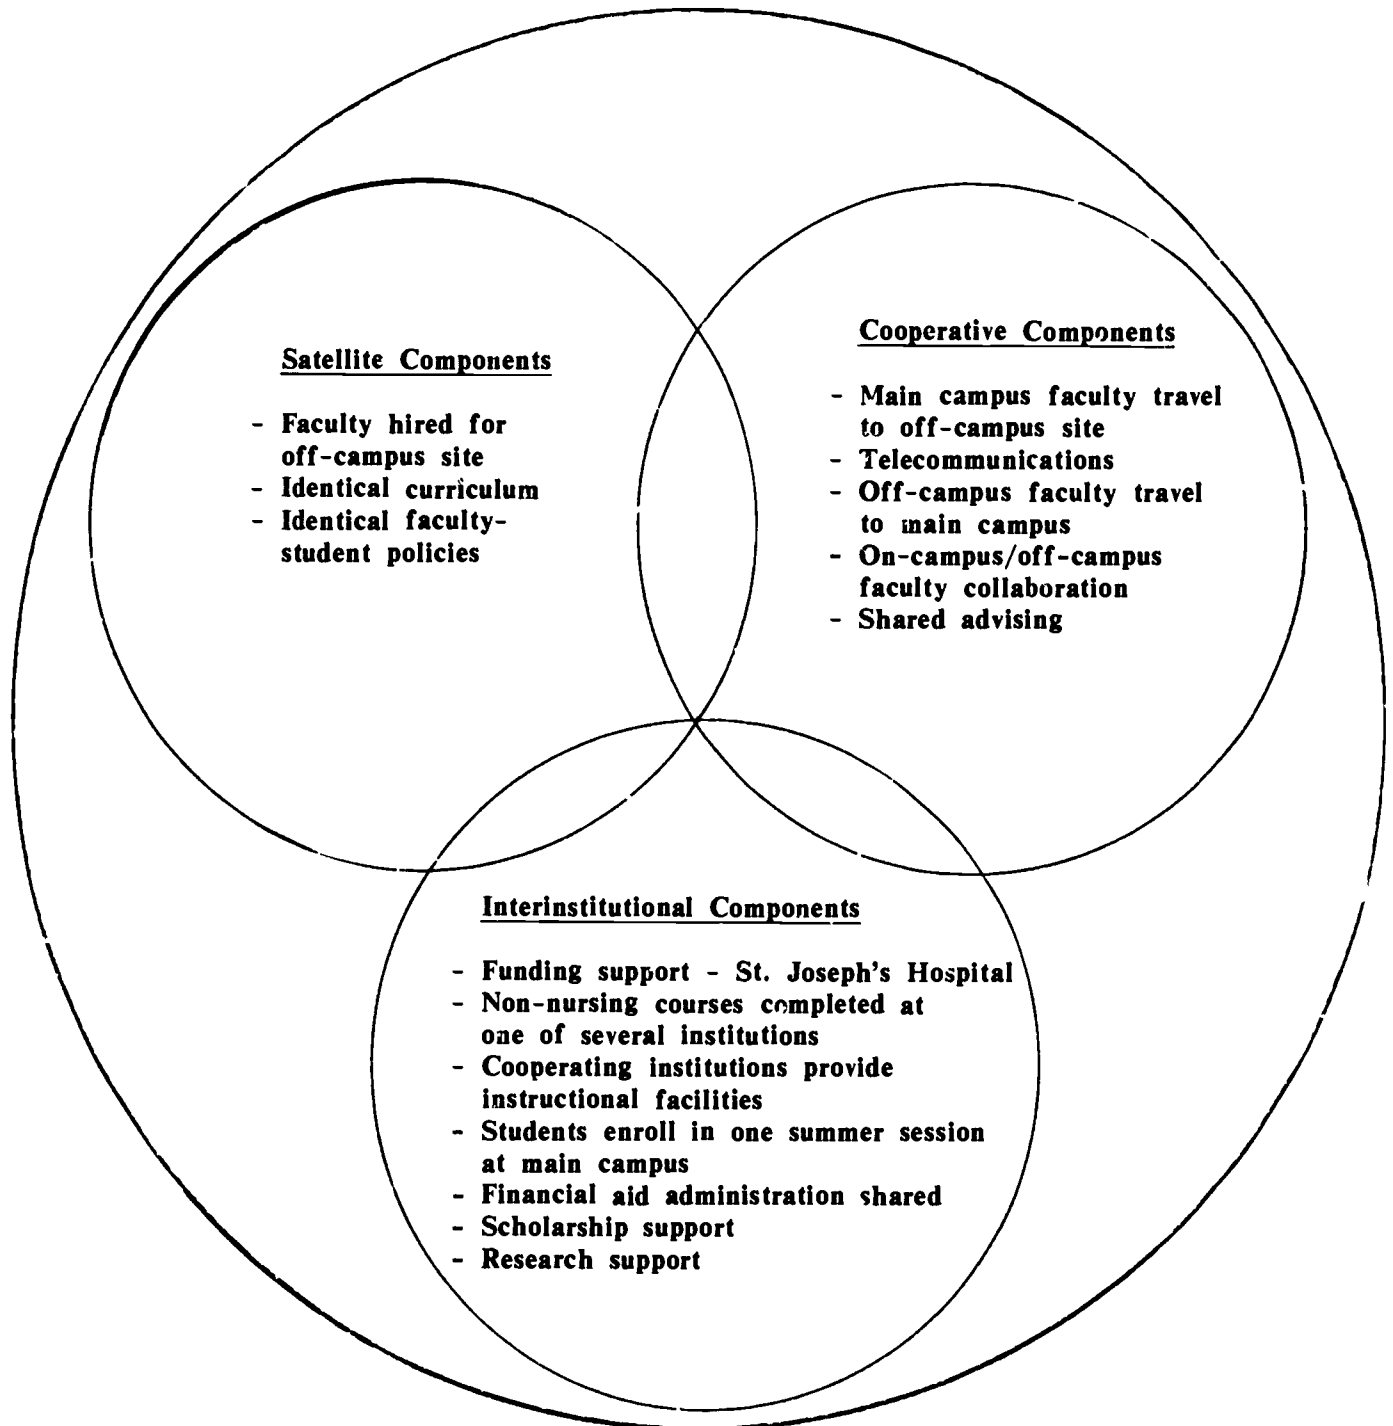 Satellite Components
- Faculty hired for
off-campus site
- Identical curriculum
- Identical faculty-
student policies
Cooperative Components
- Main campus faculty travel
to off-campus site
- Telecommunications
- Off-campus faculty travel
to main campus
- On-campus/off-campus
faculty collaboration
- Shared advising
Interinstitutional Components
- Funding support - St. Joseph's Hospital
- Non-nursing courses completed at
one of several institutions
- Cooperating institutions provide
instructional facilities
- Students enroll in one summer session
at main campus
- Financial aid administration shared
- Scholarship support
- Research support